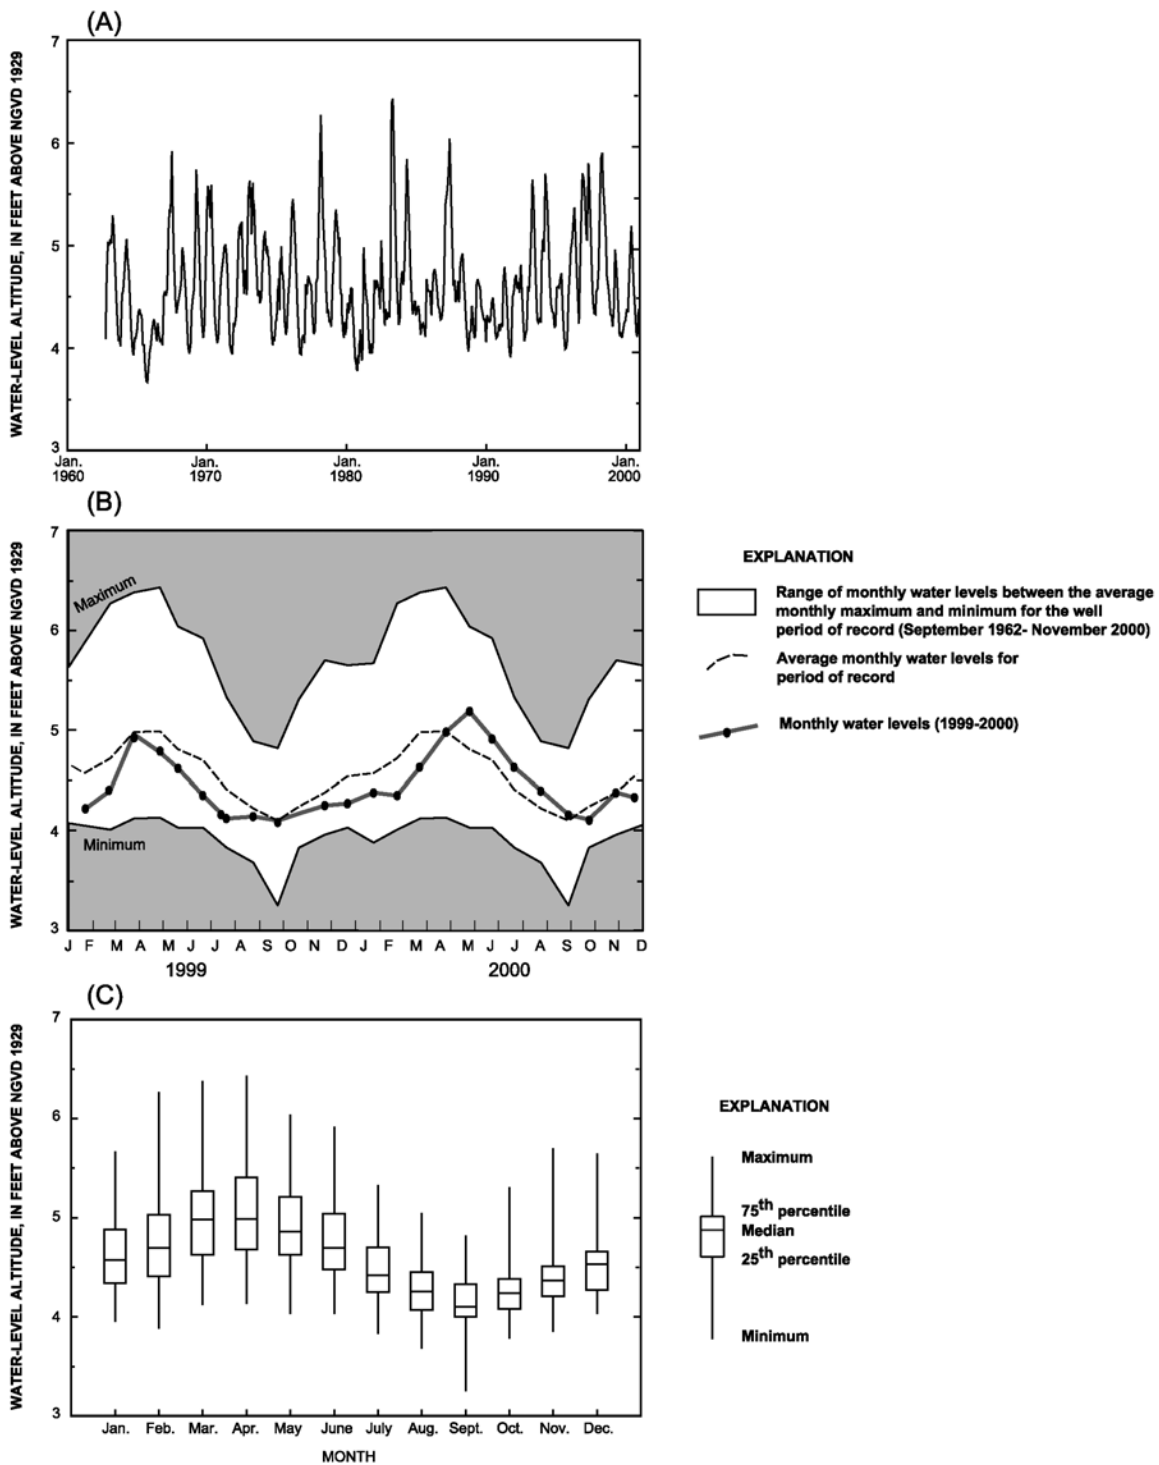 (A)
WATER-LEVEL ALTITUDE, IN FEET ABOVE NGVD 1929
7
6
5
4
3
Jan. Jan. Jan. Jan. Jan.
1960 1970 1980 1990 2000
(B)
WATER-LEVEL ALTITUDE, IN FEET ABOVE NGVD 1929
7
6
5
4
3
Maximum
Minimum
J F M A M J J A S O N D J F M A M J J A S O N D
1999 2000
EXPLANATION
Range of monthly water levels between the average
monthly maximum and minimum for the well
period of record (September 1962- November 2000)
Average monthly water levels for
period of record
Monthly water levels (1999-2000)
(C)
WATER-LEVEL ALTITUDE, IN FEET ABOVE NGVD 1929
7
6
5
4
3
Jan. Feb. Mar. Apr. May June July Aug. Sept. Oct. Nov. Dec.
MONTH
EXPLANATION
Maximum
75th percentile
Median
25th percentile
Minimum